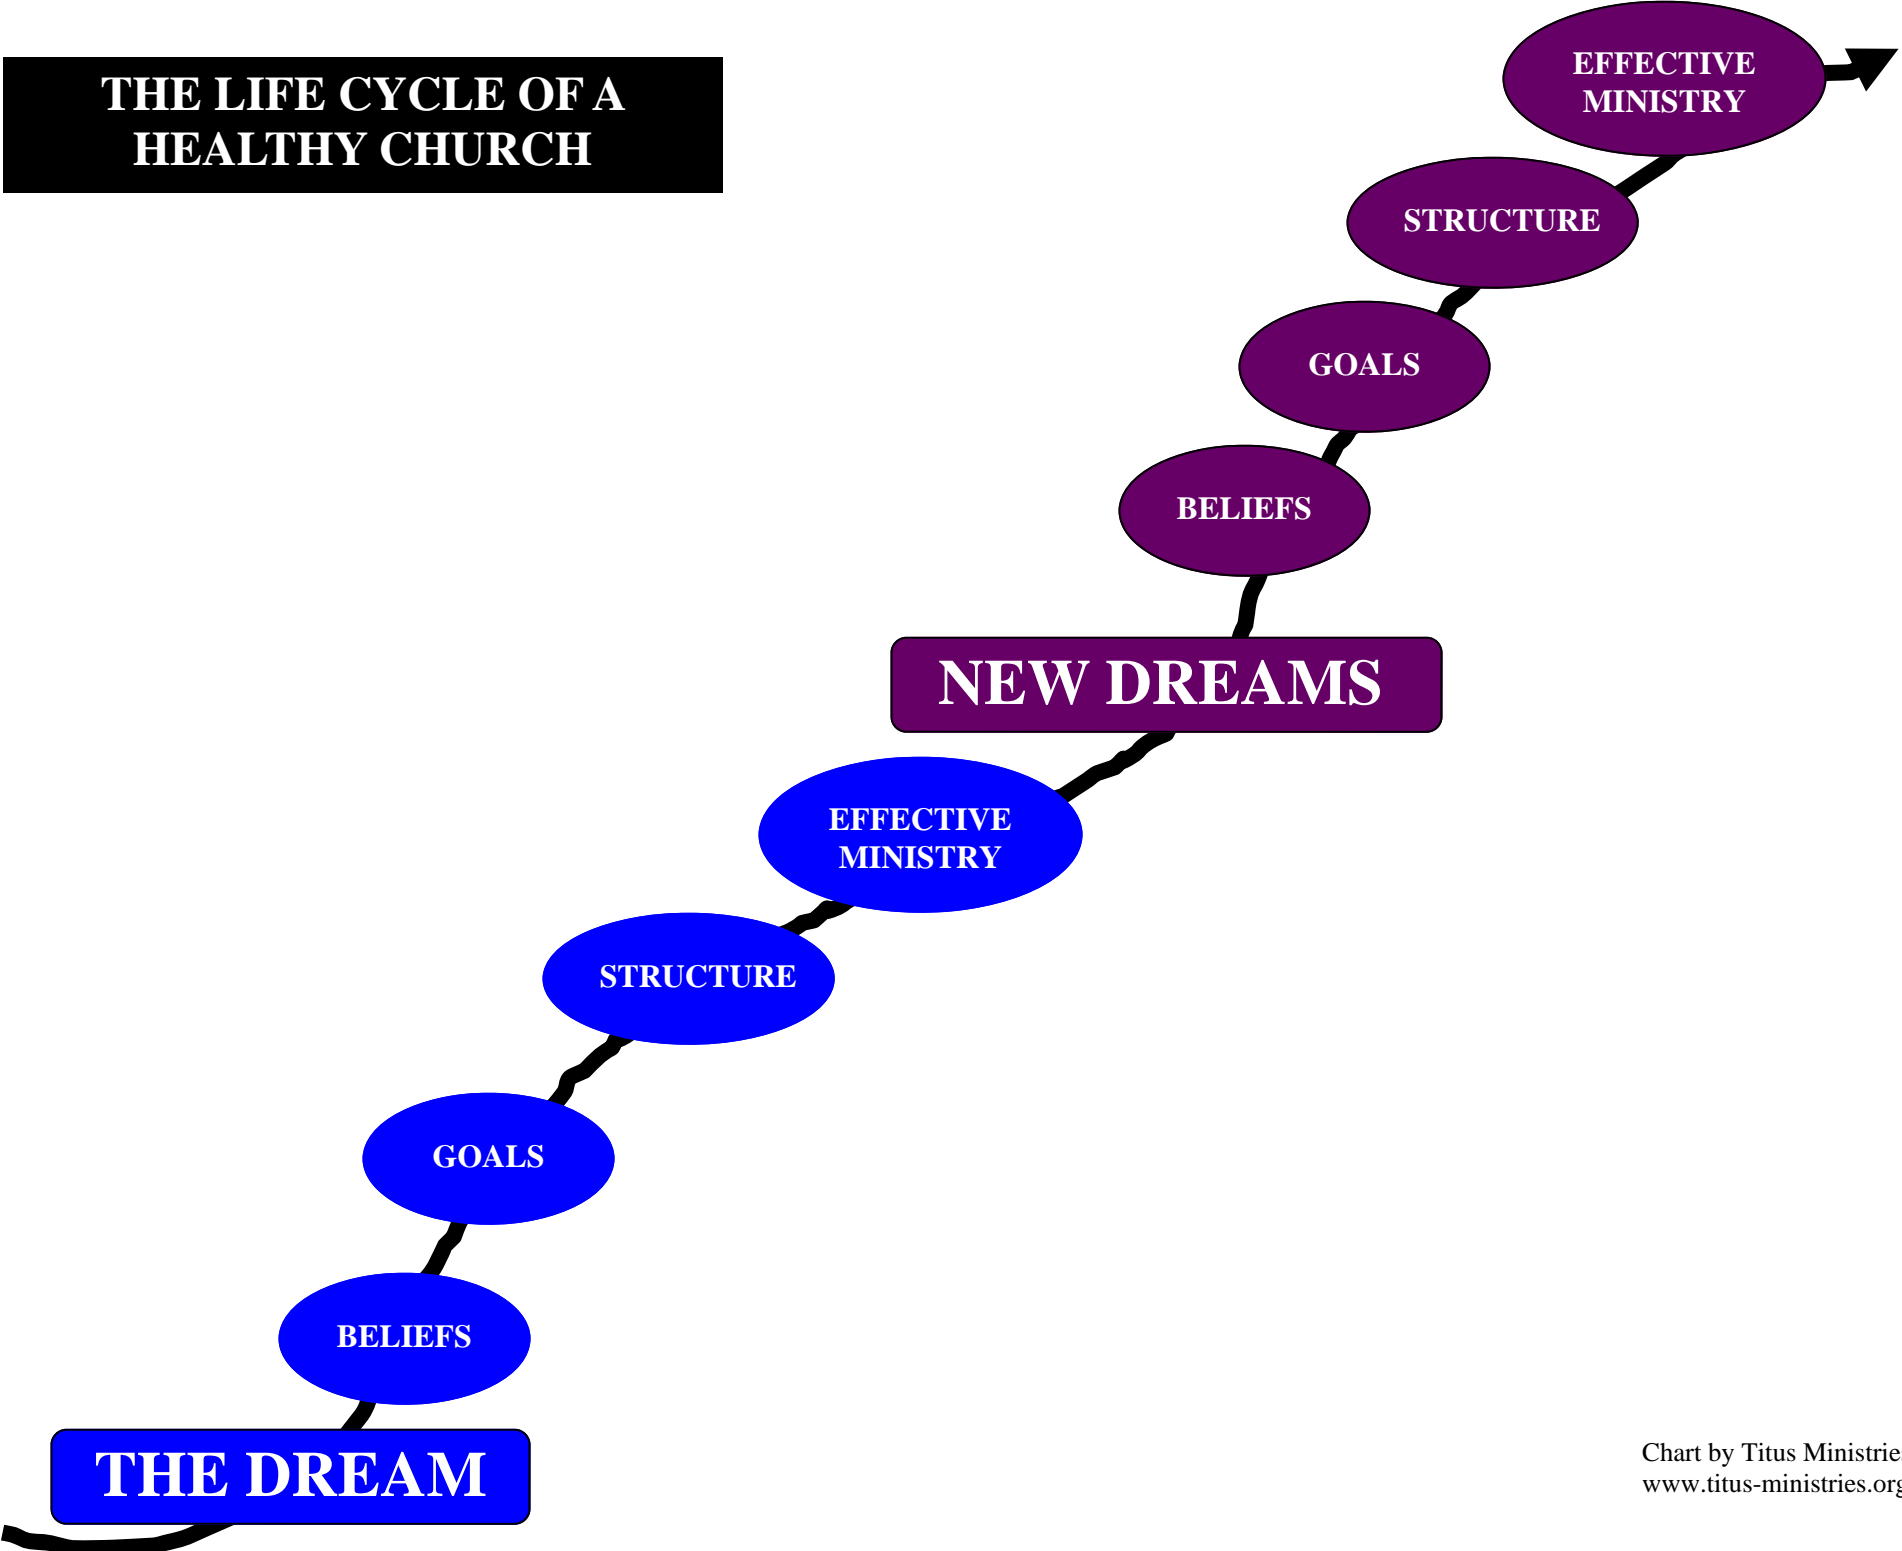 THE LIFE CYCLE OF A
HEALTHY CHURCH
EFFECTIVE
MINISTRY
STRUCTURE
GOALS
BELIEFS
NEW DREAMS
EFFECTIVE
MINISTRY
STRUCTURE
GOALS
BELIEFS
THE DREAM
Chart by Titus Ministrie
www.titus-ministries.org